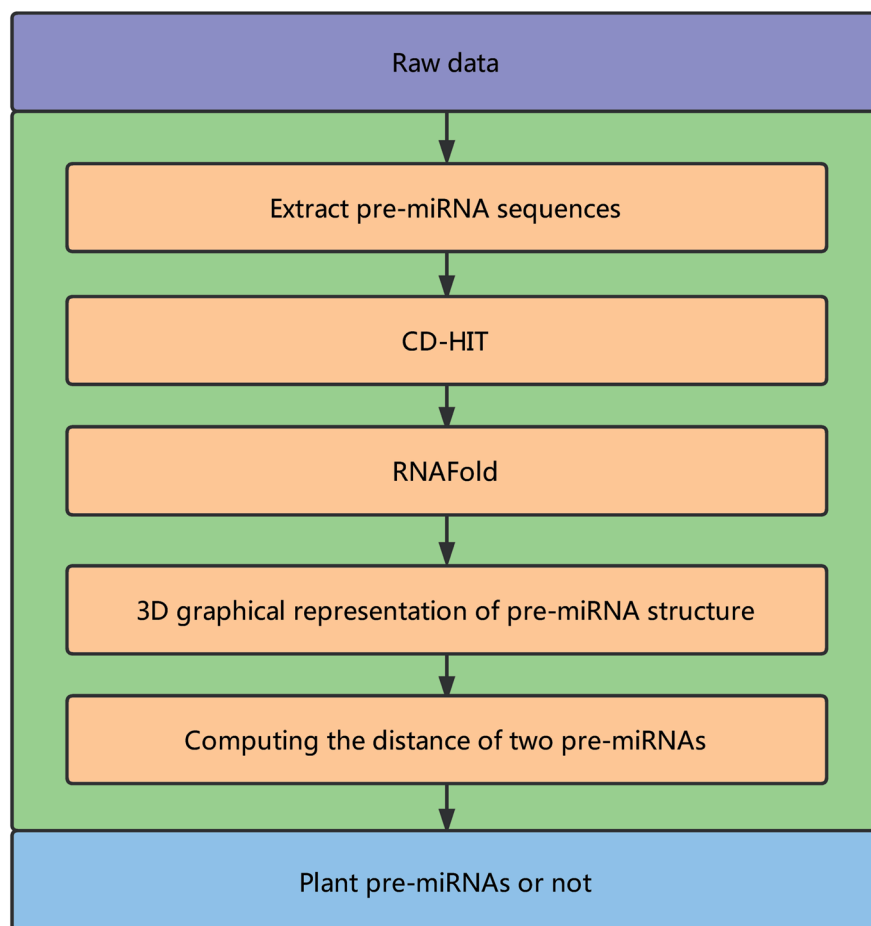 Raw data
Extract pre-miRNA sequences
CD-HIT
RNAFold
3D graphical representation of pre-miRNA structure
Computing the distance of two pre-miRNAs
Plant pre-miRNAs or not